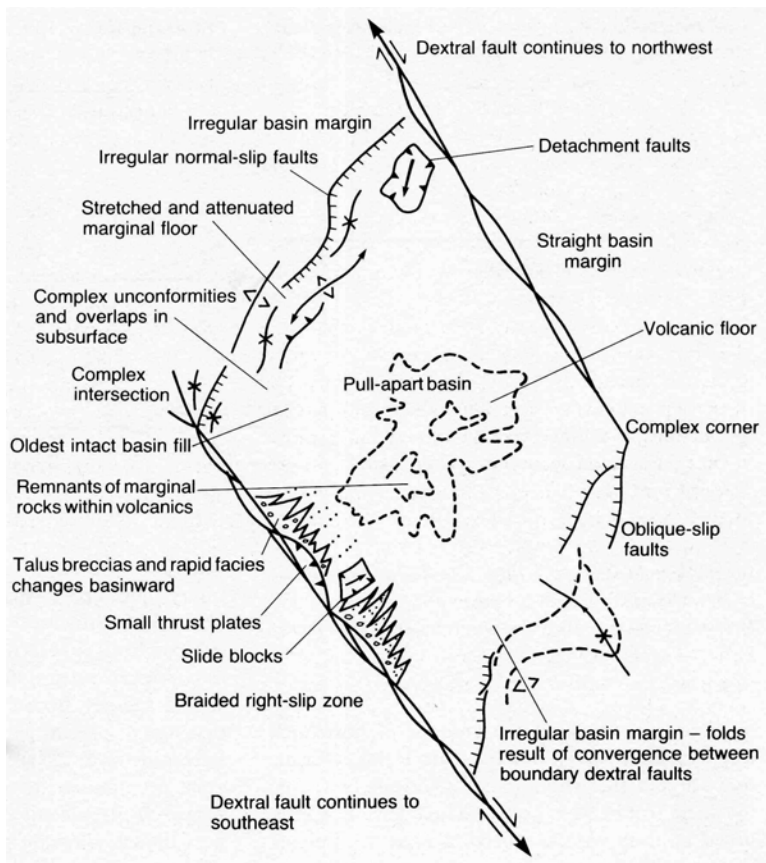 Dextral fault continues to northwest
Irregular basin margin
Irregular normal-slip faults
Detachment faults
Stretched and attenuated
marginal floor
Straight basin
margin
Complex unconformities
and overlaps in
subsurface
Volcanic floor
Complex
intersection
Pull-apart basin
Complex corner
Oldest intact basin fill
Remnants of marginal
rocks within volcanics
Oblique-slip
faults
Talus breccias and rapid facies
changes basinward
Small thrust plates
Slide blocks
Braided right-slip zone
Irregular basin margin – folds
result of convergence between
boundary dextral faults
Dextral fault continues to
southeast